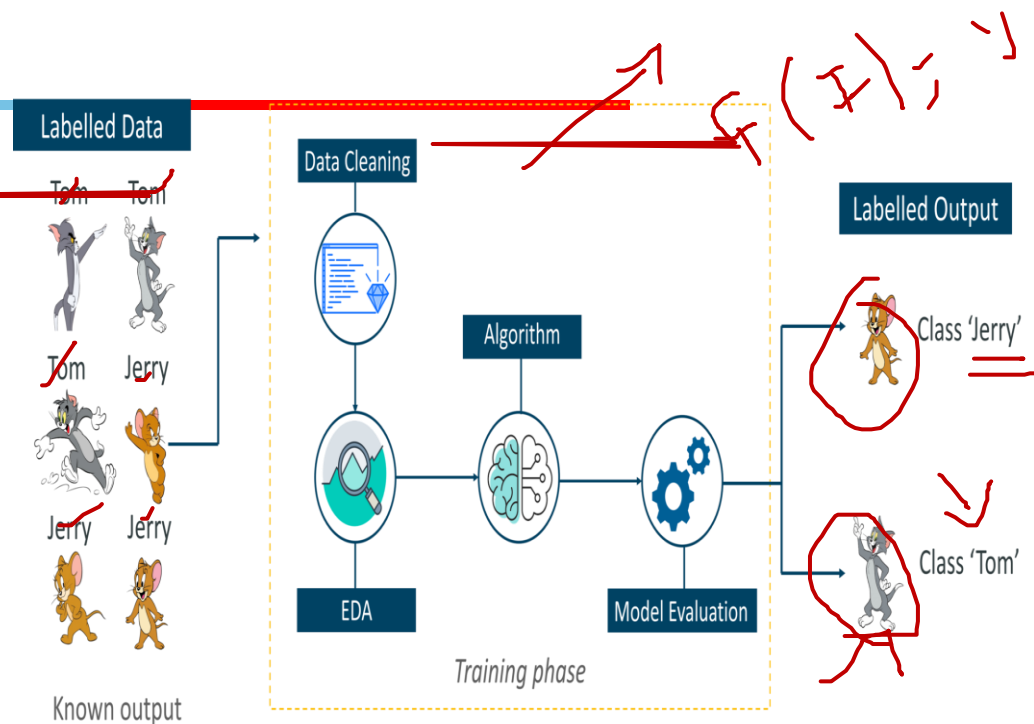 Labelled Data
Tom Tom
Tom Jerry
Jerry Jerry
Known output
Data Cleaning
EDA
Algorithm
Model Evaluation
Training phase
Labelled Output
Class ‘Jerry’
Class ‘Tom’